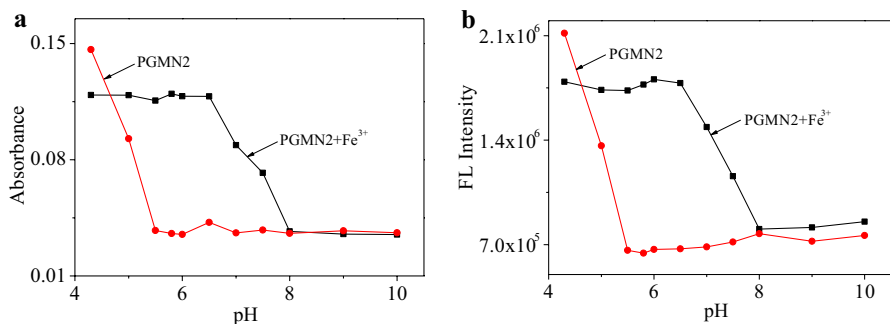 a
Absorbance
0.15
0.08
0.01
PGMN2
PGMN2+Fe³⁺
4 6 8 10
pH
b
FL Intensity
2.1x10⁶
1.4x10⁶
7.0x10⁵
PGMN2
PGMN2+Fe³⁺
4 6 8 10
pH